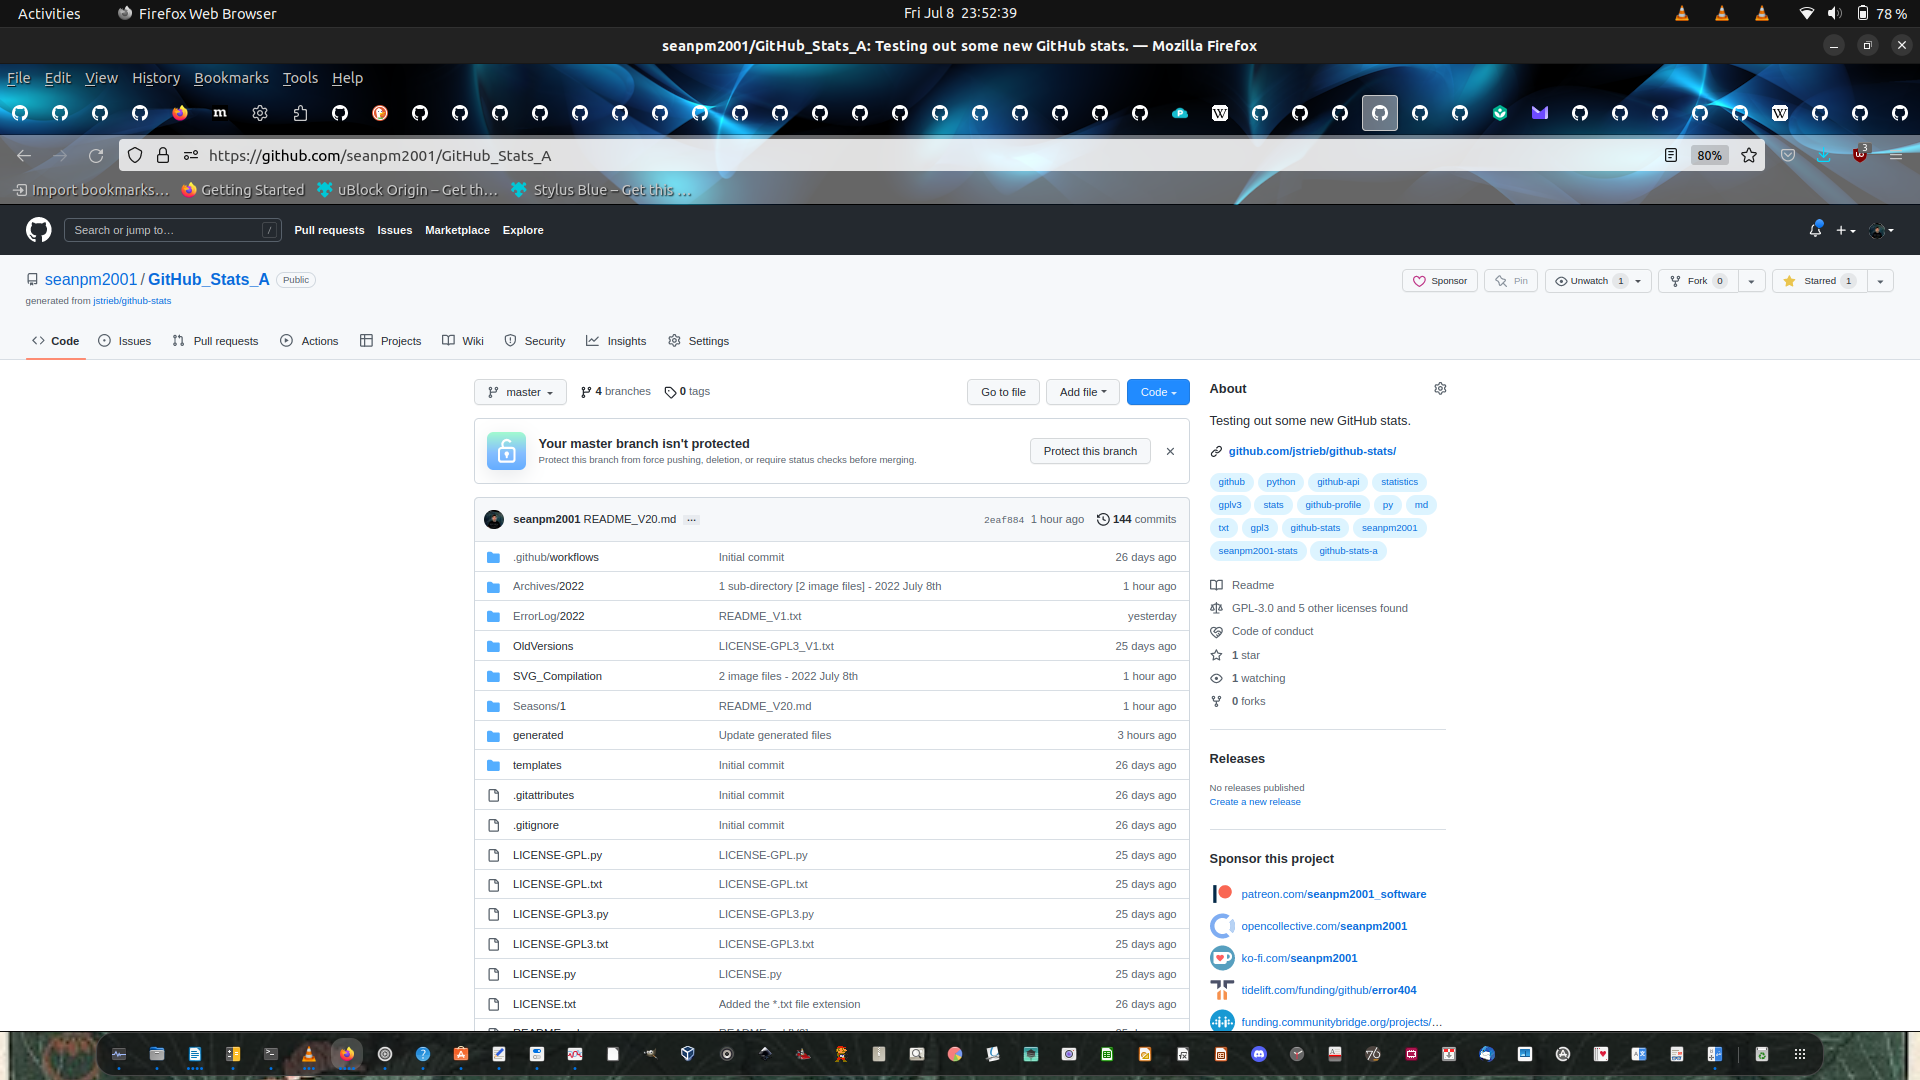 Activities Firefox Web Browser Fri Jul 8 23:52:39 78 %
seanpm2001/GitHub_Stats_A: Testing out some new GitHub stats. — Mozilla Firefox
File Edit View History Bookmarks Tools Help
https://github.com/seanpm2001/GitHub_Stats_A 80% 3
Import bookmarks… Getting Started uBlock Origin – Get th… Stylus Blue – Get this …
Search or jump to… / Pull requests Issues Marketplace Explore
seanpm2001 / GitHub_Stats_A Public Sponsor Pin Unwatch 1 Fork 0 Starred 1
generated from jstrieb/github-stats
Code Issues Pull requests Actions Projects Wiki Security Insights Settings
master 4 branches 0 tags Go to file Add file Code
Your master branch isn't protected
Protect this branch from force pushing, deletion, or require status checks before merging.
Protect this branch
seanpm2001 README_V20.md ... 2eaf884 1 hour ago 144 commits
.github/workflows Initial commit 26 days ago
Archives/2022 1 sub-directory [2 image files] - 2022 July 8th 1 hour ago
ErrorLog/2022 README_V1.txt yesterday
OldVersions LICENSE-GPL3_V1.txt 25 days ago
SVG_Compilation 2 image files - 2022 July 8th 1 hour ago
Seasons/1 README_V20.md 1 hour ago
generated Update generated files 3 hours ago
templates Initial commit 26 days ago
.gitattributes Initial commit 26 days ago
.gitignore Initial commit 26 days ago
LICENSE-GPL.py LICENSE-GPL.py 25 days ago
LICENSE-GPL.txt LICENSE-GPL.txt 25 days ago
LICENSE-GPL3.py LICENSE-GPL3.py 25 days ago
LICENSE-GPL3.txt LICENSE-GPL3.txt 25 days ago
LICENSE.py LICENSE.py 25 days ago
LICENSE.txt Added the *.txt file extension 26 days ago
About
Testing out some new GitHub stats.
github.com/jstrieb/github-stats/
github python github-api statistics
gplv3 stats github-profile py md
txt gpl3 github-stats seanpm2001
seanpm2001-stats github-stats-a
Readme
GPL-3.0 and 5 other licenses found
Code of conduct
1 star
1 watching
0 forks
Releases
No releases published
Create a new release
Sponsor this project
patreon.com/seanpm2001_software
opencollective.com/seanpm2001
ko-fi.com/seanpm2001
tidelift.com/funding/github/error404
funding.communitybridge.org/projects/…